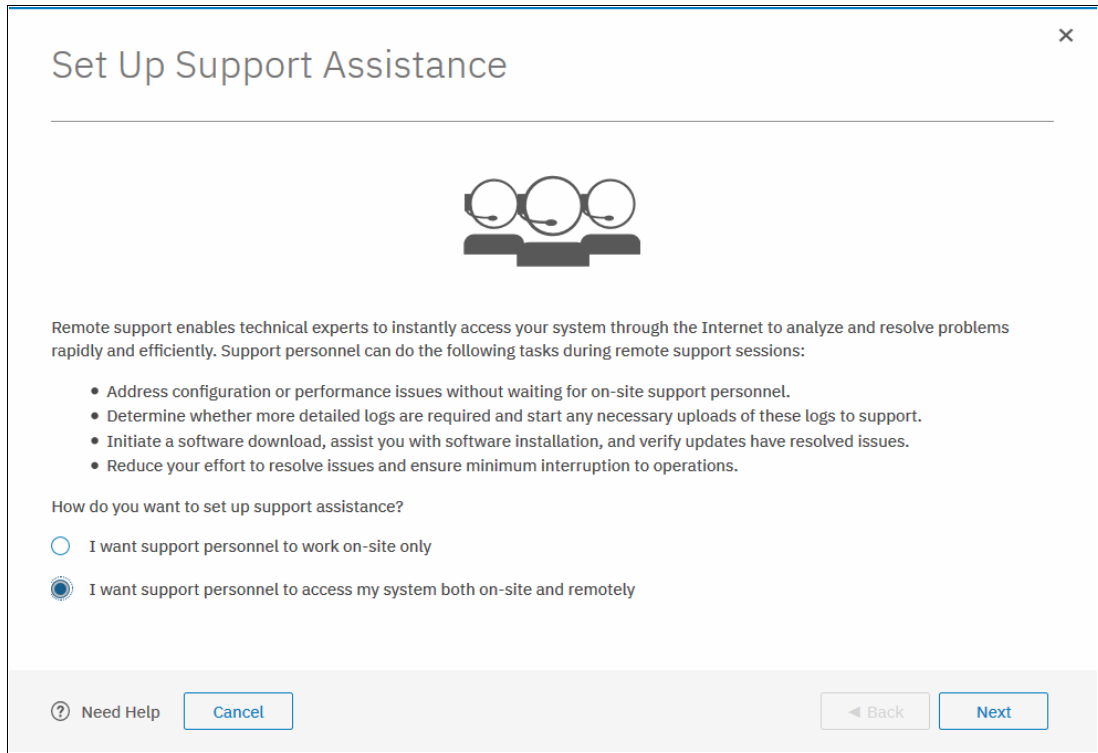 Set Up Support Assistance
Remote support enables technical experts to instantly access your system through the Internet to analyze and resolve problems
rapidly and efficiently. Support personnel can do the following tasks during remote support sessions:
• Address configuration or performance issues without waiting for on-site support personnel.
• Determine whether more detailed logs are required and start any necessary uploads of these logs to support.
• Initiate a software download, assist you with software installation, and verify updates have resolved issues.
• Reduce your effort to resolve issues and ensure minimum interruption to operations.
How do you want to set up support assistance?
I want support personnel to work on-site only
I want support personnel to access my system both on-site and remotely
? Need Help Cancel ◀ Back Next